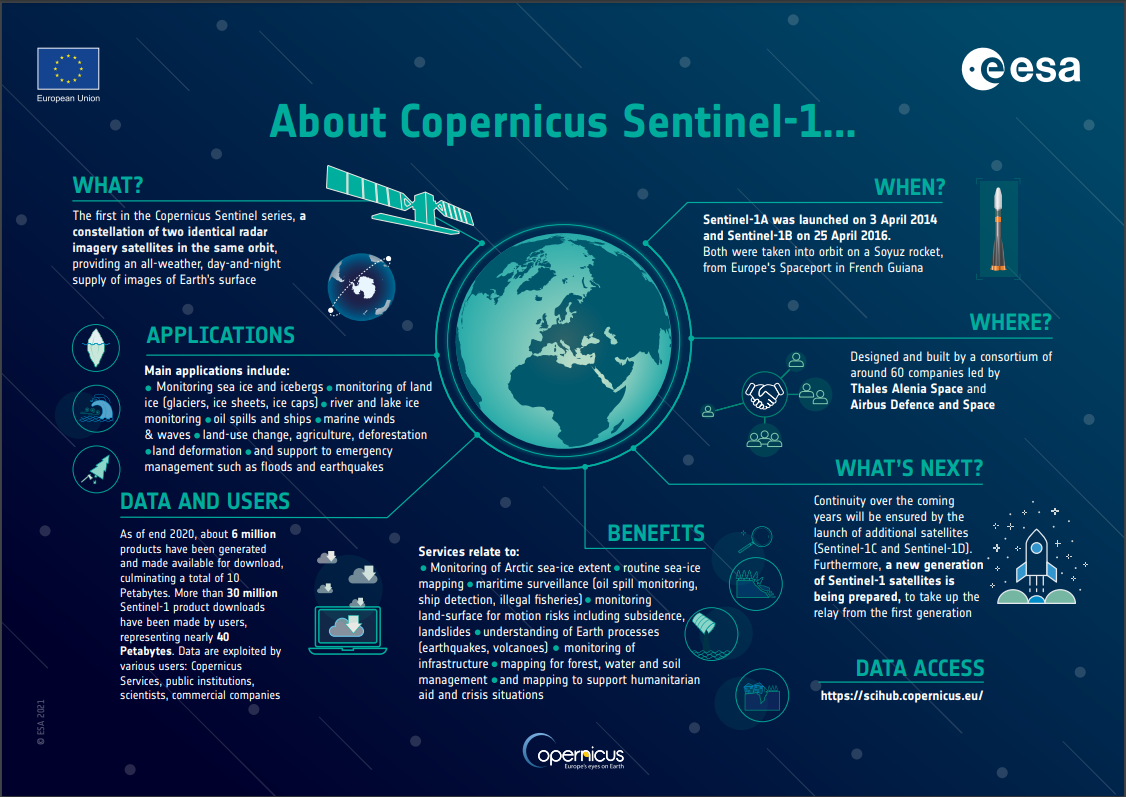 European Union
esa
About Copernicus Sentinel-1...
WHAT?
The first in the Copernicus Sentinel series, a
constellation of two identical radar
imagery satellites in the same orbit,
providing an all-weather, day-and-night
supply of images of Earth's surface
WHEN?
Sentinel-1A was launched on 3 April 2014
and Sentinel-1B on 25 April 2016.
Both were taken into orbit on a Soyuz rocket,
from Europe's Spaceport in French Guiana
APPLICATIONS
Main applications include:
• Monitoring sea ice and icebergs • monitoring of land
ice (glaciers, ice sheets, ice caps) • river and lake ice
monitoring • oil spills and ships • marine winds
& waves • land-use change, agriculture, deforestation
• land deformation • and support to emergency
management such as floods and earthquakes
WHERE?
Designed and built by a consortium of
around 60 companies led by
Thales Alenia Space and
Airbus Defence and Space
DATA AND USERS
As of end 2020, about 6 million
products have been generated
and made available for download,
culminating a total of 10
Petabytes. More than 30 million
Sentinel-1 product downloads
have been made by users,
representing nearly 40
Petabytes. Data are exploited by
various users: Copernicus
Services, public institutions,
scientists, commercial companies
BENEFITS
Services relate to:
• Monitoring of Arctic sea-ice extent • routine sea-ice
mapping • maritime surveillance (oil spill monitoring,
ship detection, illegal fisheries) • monitoring
land-surface for motion risks including subsidence,
landslides • understanding of Earth processes
(earthquakes, volcanoes) • monitoring of
infrastructure • mapping for forest, water and soil
management • and mapping to support humanitarian
aid and crisis situations
WHAT'S NEXT?
Continuity over the coming
years will be ensured by the
launch of additional satellites
(Sentinel-1C and Sentinel-1D).
Furthermore, a new generation
of Sentinel-1 satellites is
being prepared, to take up the
relay from the first generation
DATA ACCESS
https://scihub.copernicus.eu/
© ESA 2021
opernicus
Europe's eyes on Earth